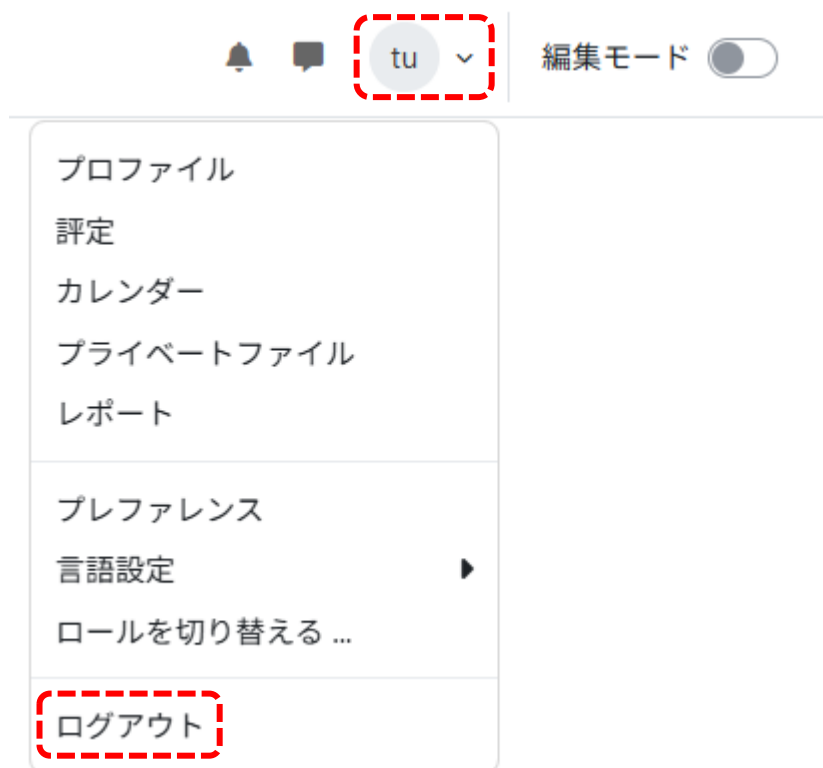 tu 編集モード
プロファイル
評定
カレンダー
プライベートファイル
レポート
プレファレンス
言語設定
ロールを切り替える ...
ログアウト